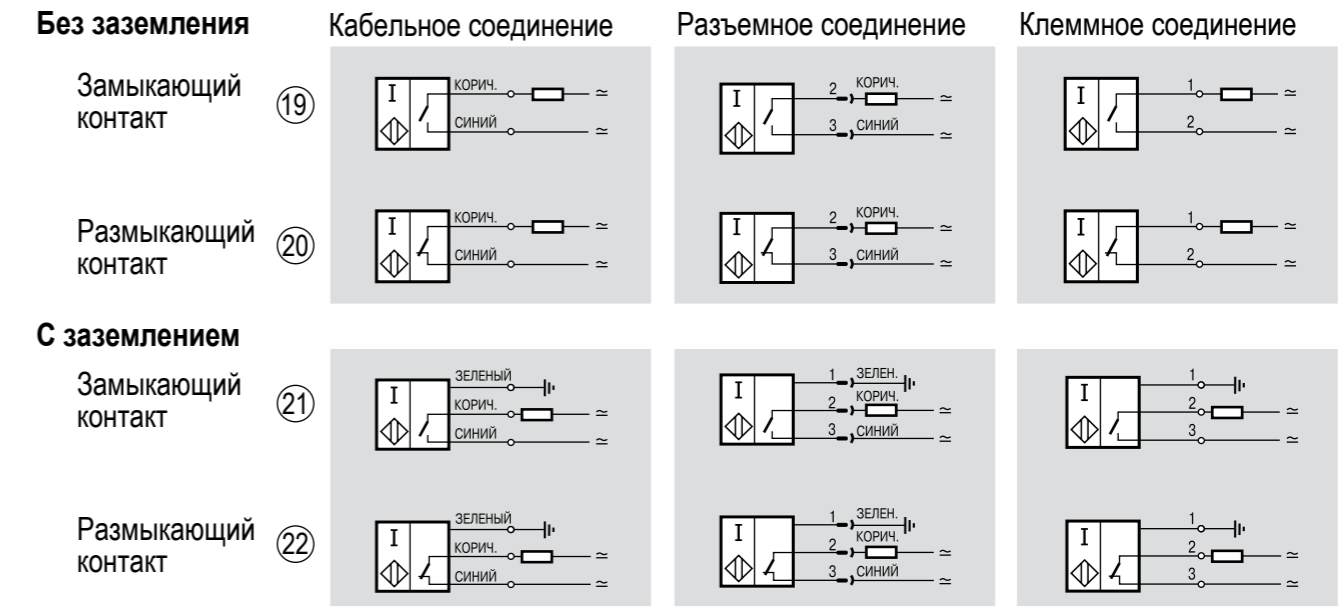 Без заземления
Кабельное соединение
Разъемное соединение
Клеммное соединение
Замыкающий
контакт
19
I
КОРИЧ.
≃
СИНИЙ
≃
I
2 КОРИЧ.
≃
3 СИНИЙ
≃
I
1
≃
2
≃
Размыкающий
контакт
20
I
КОРИЧ.
≃
СИНИЙ
≃
I
2 КОРИЧ.
≃
3 СИНИЙ
≃
I
1
≃
2
≃
С заземлением
Замыкающий
контакт
21
I
ЗЕЛЕНЫЙ
КОРИЧ.
≃
СИНИЙ
≃
I
1 ЗЕЛЕН.
2 КОРИЧ.
≃
3 СИНИЙ
≃
I
1
2
≃
3
≃
Размыкающий
контакт
22
I
ЗЕЛЕНЫЙ
КОРИЧ.
≃
СИНИЙ
≃
I
1 ЗЕЛЕН.
2 КОРИЧ.
≃
3 СИНИЙ
≃
I
1
2
≃
3
≃